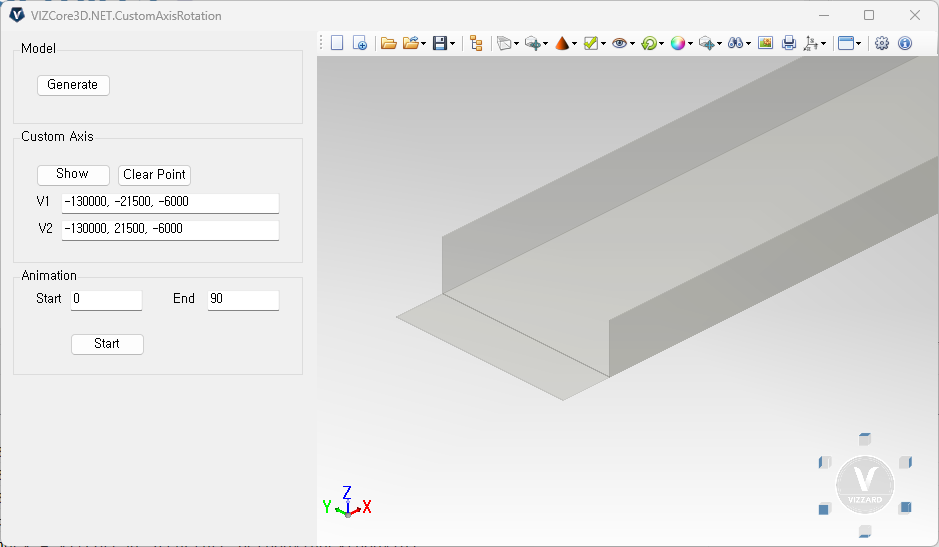 VIZCore3D.NET.CustomAxisRotation
Model
Generate
Custom Axis
Show Clear Point
V1 -130000, -21500, -6000
V2 -130000, 21500, -6000
Animation
Start 0 End 90
Start
Z
Y X
VIZZARD